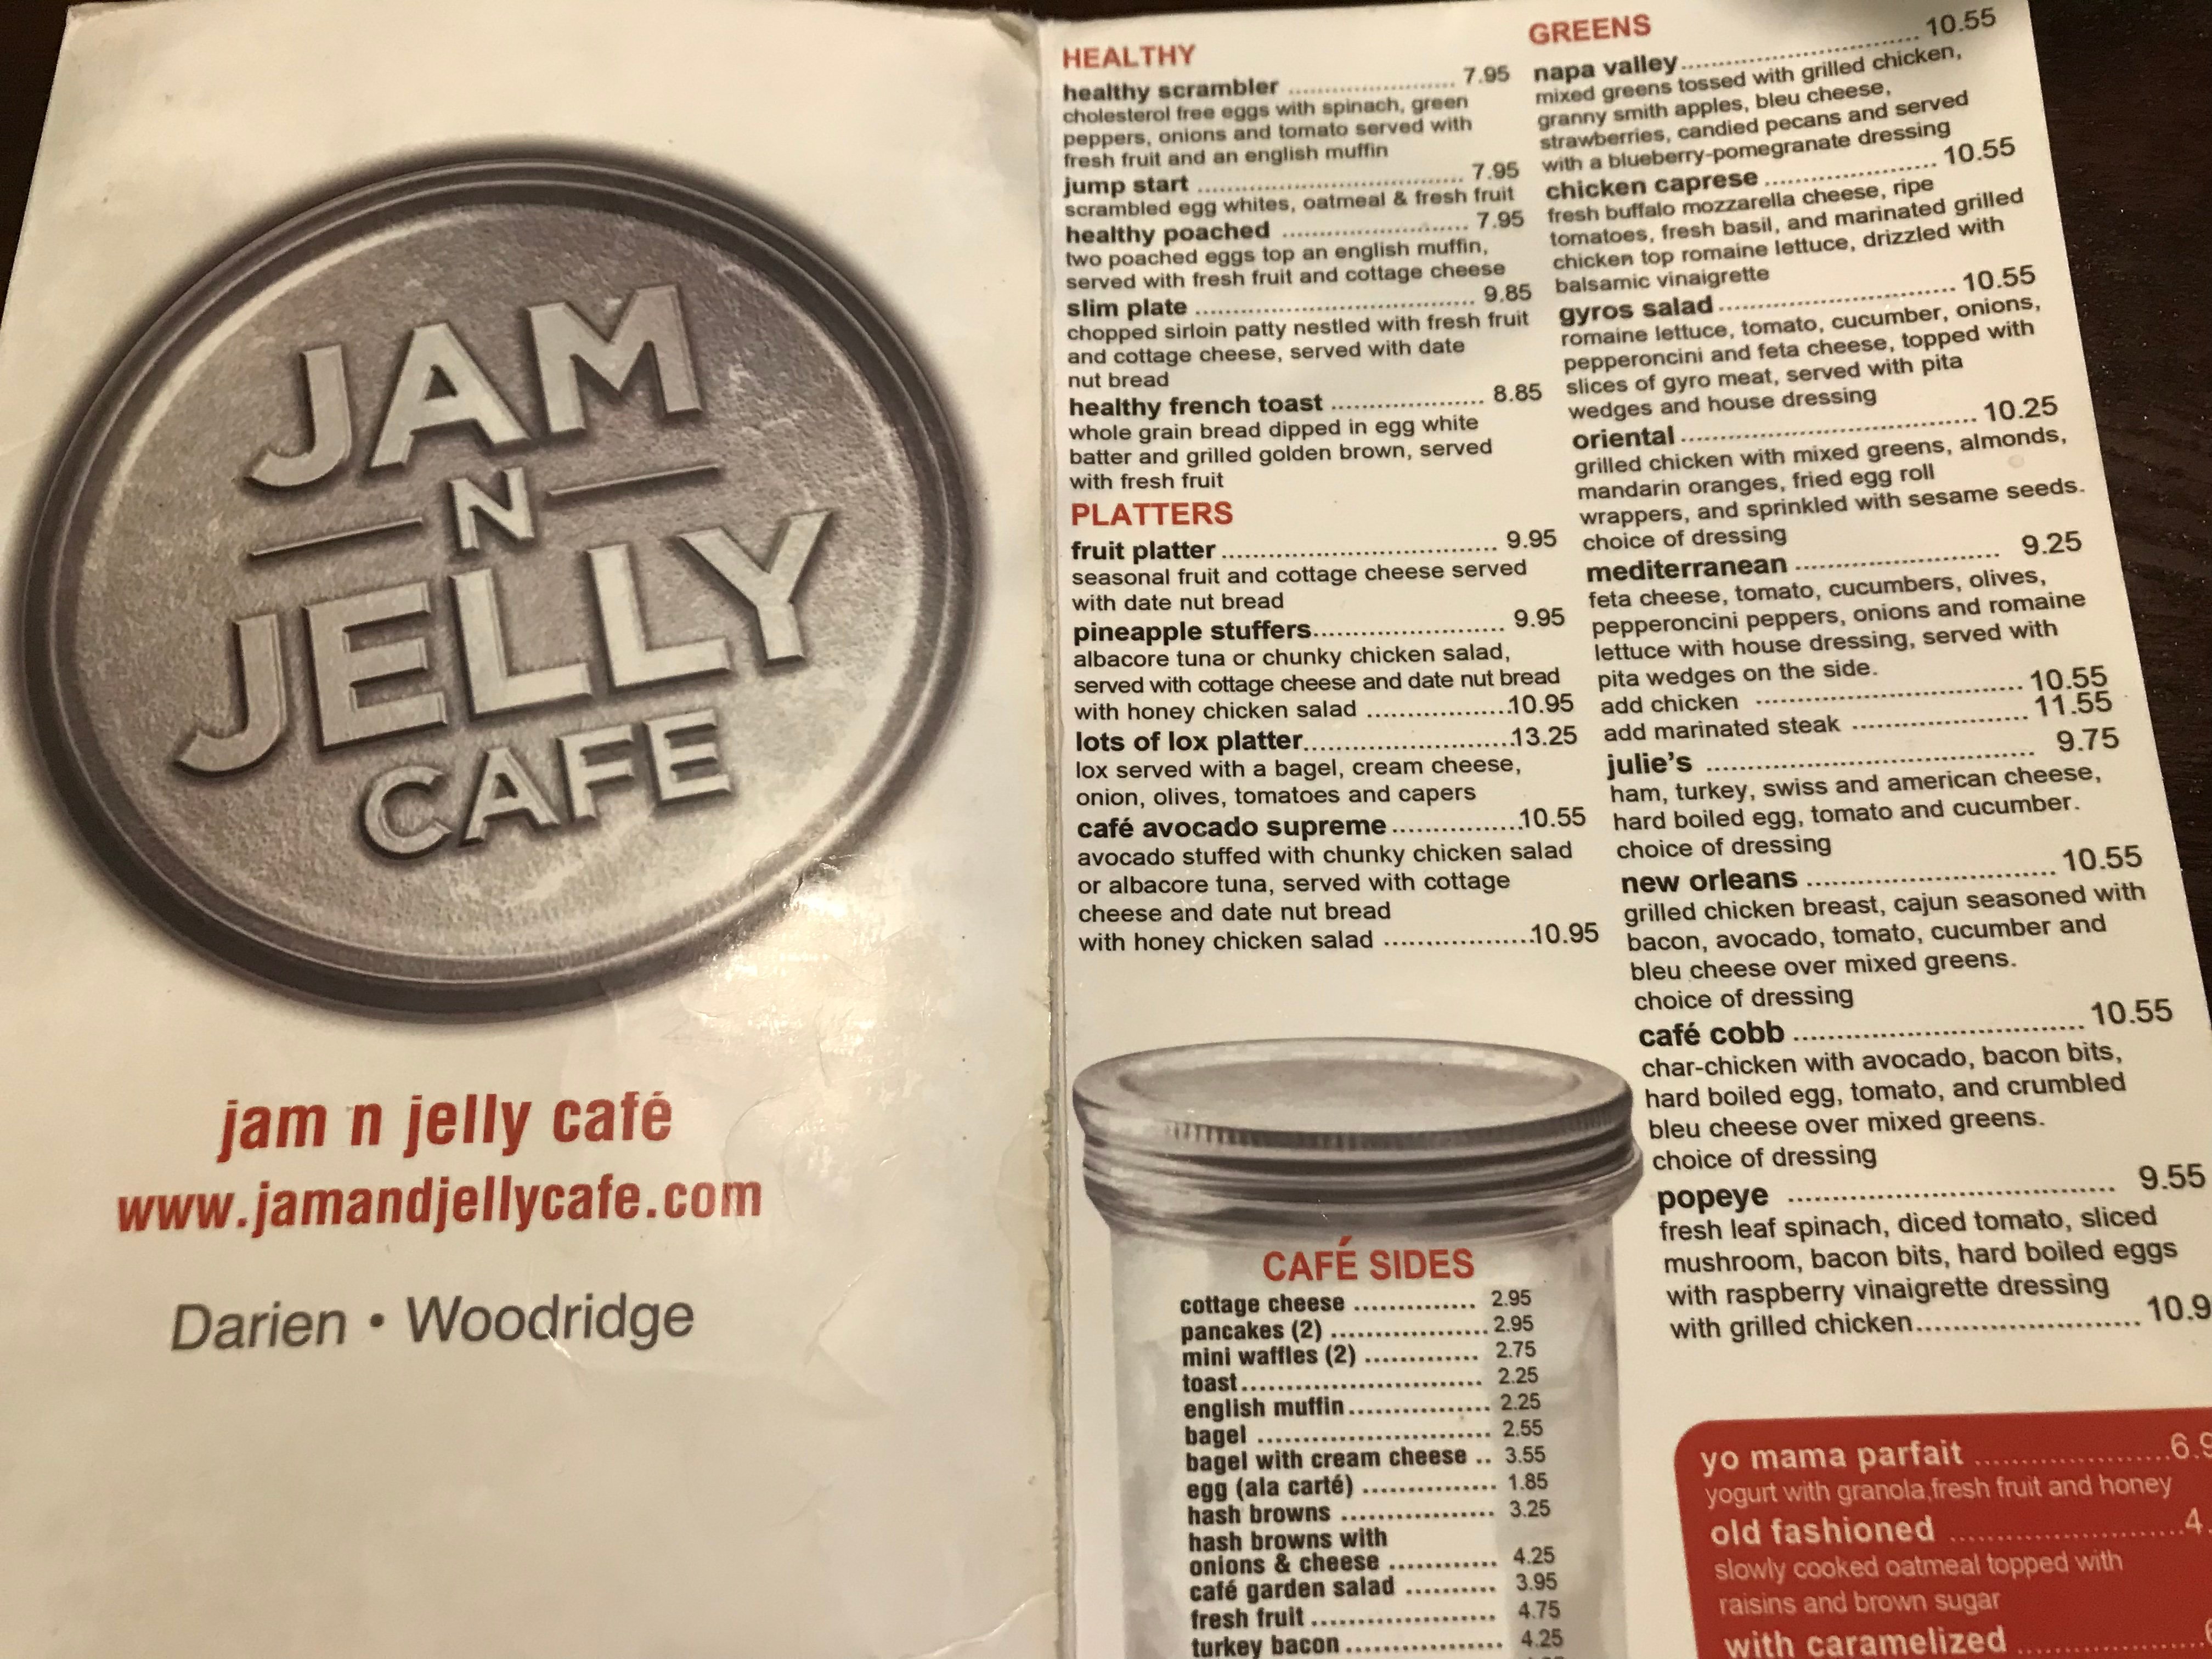 JAM
N
JELLY
CAFE
jam n jelly café
www.jamandjellycafe.com
Darien • Woodridge
HEALTHY
healthy scrambler ........................ 7.95
cholesterol free eggs with spinach, green
peppers, onions and tomato served with
fresh fruit and an english muffin
jump start ...................................... 7.95
scrambled egg whites, oatmeal & fresh fruit
healthy poached ........................... 7.95
two poached eggs top an english muffin,
served with fresh fruit and cottage cheese
slim plate ....................................... 9.85
chopped sirloin patty nestled with fresh fruit
and cottage cheese, served with date
nut bread
healthy french toast ...................... 8.85
whole grain bread dipped in egg white
batter and grilled golden brown, served
with fresh fruit
PLATTERS
fruit platter ..................................... 9.95
seasonal fruit and cottage cheese served
with date nut bread
pineapple stuffers.......................... 9.95
albacore tuna or chunky chicken salad,
served with cottage cheese and date nut bread
with honey chicken salad ...................10.95
lots of lox platter............................13.25
lox served with a bagel, cream cheese,
onion, olives, tomatoes and capers
café avocado supreme.................10.55
avocado stuffed with chunky chicken salad
or albacore tuna, served with cottage
cheese and date nut bread
with honey chicken salad ...................10.95
CAFÉ SIDES
cottage cheese ............... 2.95
pancakes (2) ...................2.95
mini waffles (2) .............. 2.75
toast.............................. 2.25
english muffin................. 2.25
bagel ............................. 2.55
bagel with cream cheese .. 3.55
egg (ala carté) ................ 1.85
hash browns ................... 3.25
hash browns with
onions & cheese ............. 4.25
café garden salad ........... 3.95
fresh fruit ....................... 4.75
turkey bacon ................... 4.25
GREENS
napa valley................................ 10.55
mixed greens tossed with grilled chicken,
granny smith apples, bleu cheese,
strawberries, candied pecans and served
with a blueberry-pomegranate dressing
chicken caprese ........................ 10.55
fresh buffalo mozzarella cheese, ripe
tomatoes, fresh basil, and marinated grilled
chicken top romaine lettuce, drizzled with
balsamic vinaigrette
gyros salad ................................ 10.55
romaine lettuce, tomato, cucumber, onions,
pepperoncini and feta cheese, topped with
slices of gyro meat, served with pita
wedges and house dressing
oriental ....................................... 10.25
grilled chicken with mixed greens, almonds,
mandarin oranges, fried egg roll
wrappers, and sprinkled with sesame seeds.
choice of dressing
mediterranean ............................ 9.25
feta cheese, tomato, cucumbers, olives,
pepperoncini peppers, onions and romaine
lettuce with house dressing, served with
pita wedges on the side.
add chicken ................................... 10.55
add marinated steak ....................... 11.55
julie's .......................................... 9.75
ham, turkey, swiss and american cheese,
hard boiled egg, tomato and cucumber.
choice of dressing
new orleans ................................ 10.55
grilled chicken breast, cajun seasoned with
bacon, avocado, tomato, cucumber and
bleu cheese over mixed greens.
choice of dressing
café cobb .................................... 10.55
char-chicken with avocado, bacon bits,
hard boiled egg, tomato, and crumbled
bleu cheese over mixed greens.
choice of dressing
popeye ........................................ 9.55
fresh leaf spinach, diced tomato, sliced
mushroom, bacon bits, hard boiled eggs
with raspberry vinaigrette dressing
with grilled chicken............................ 10.9
yo mama parfait ......................6.9
yogurt with granola,fresh fruit and honey
old fashioned .........................4.
slowly cooked oatmeal topped with
raisins and brown sugar
with caramelized ....................